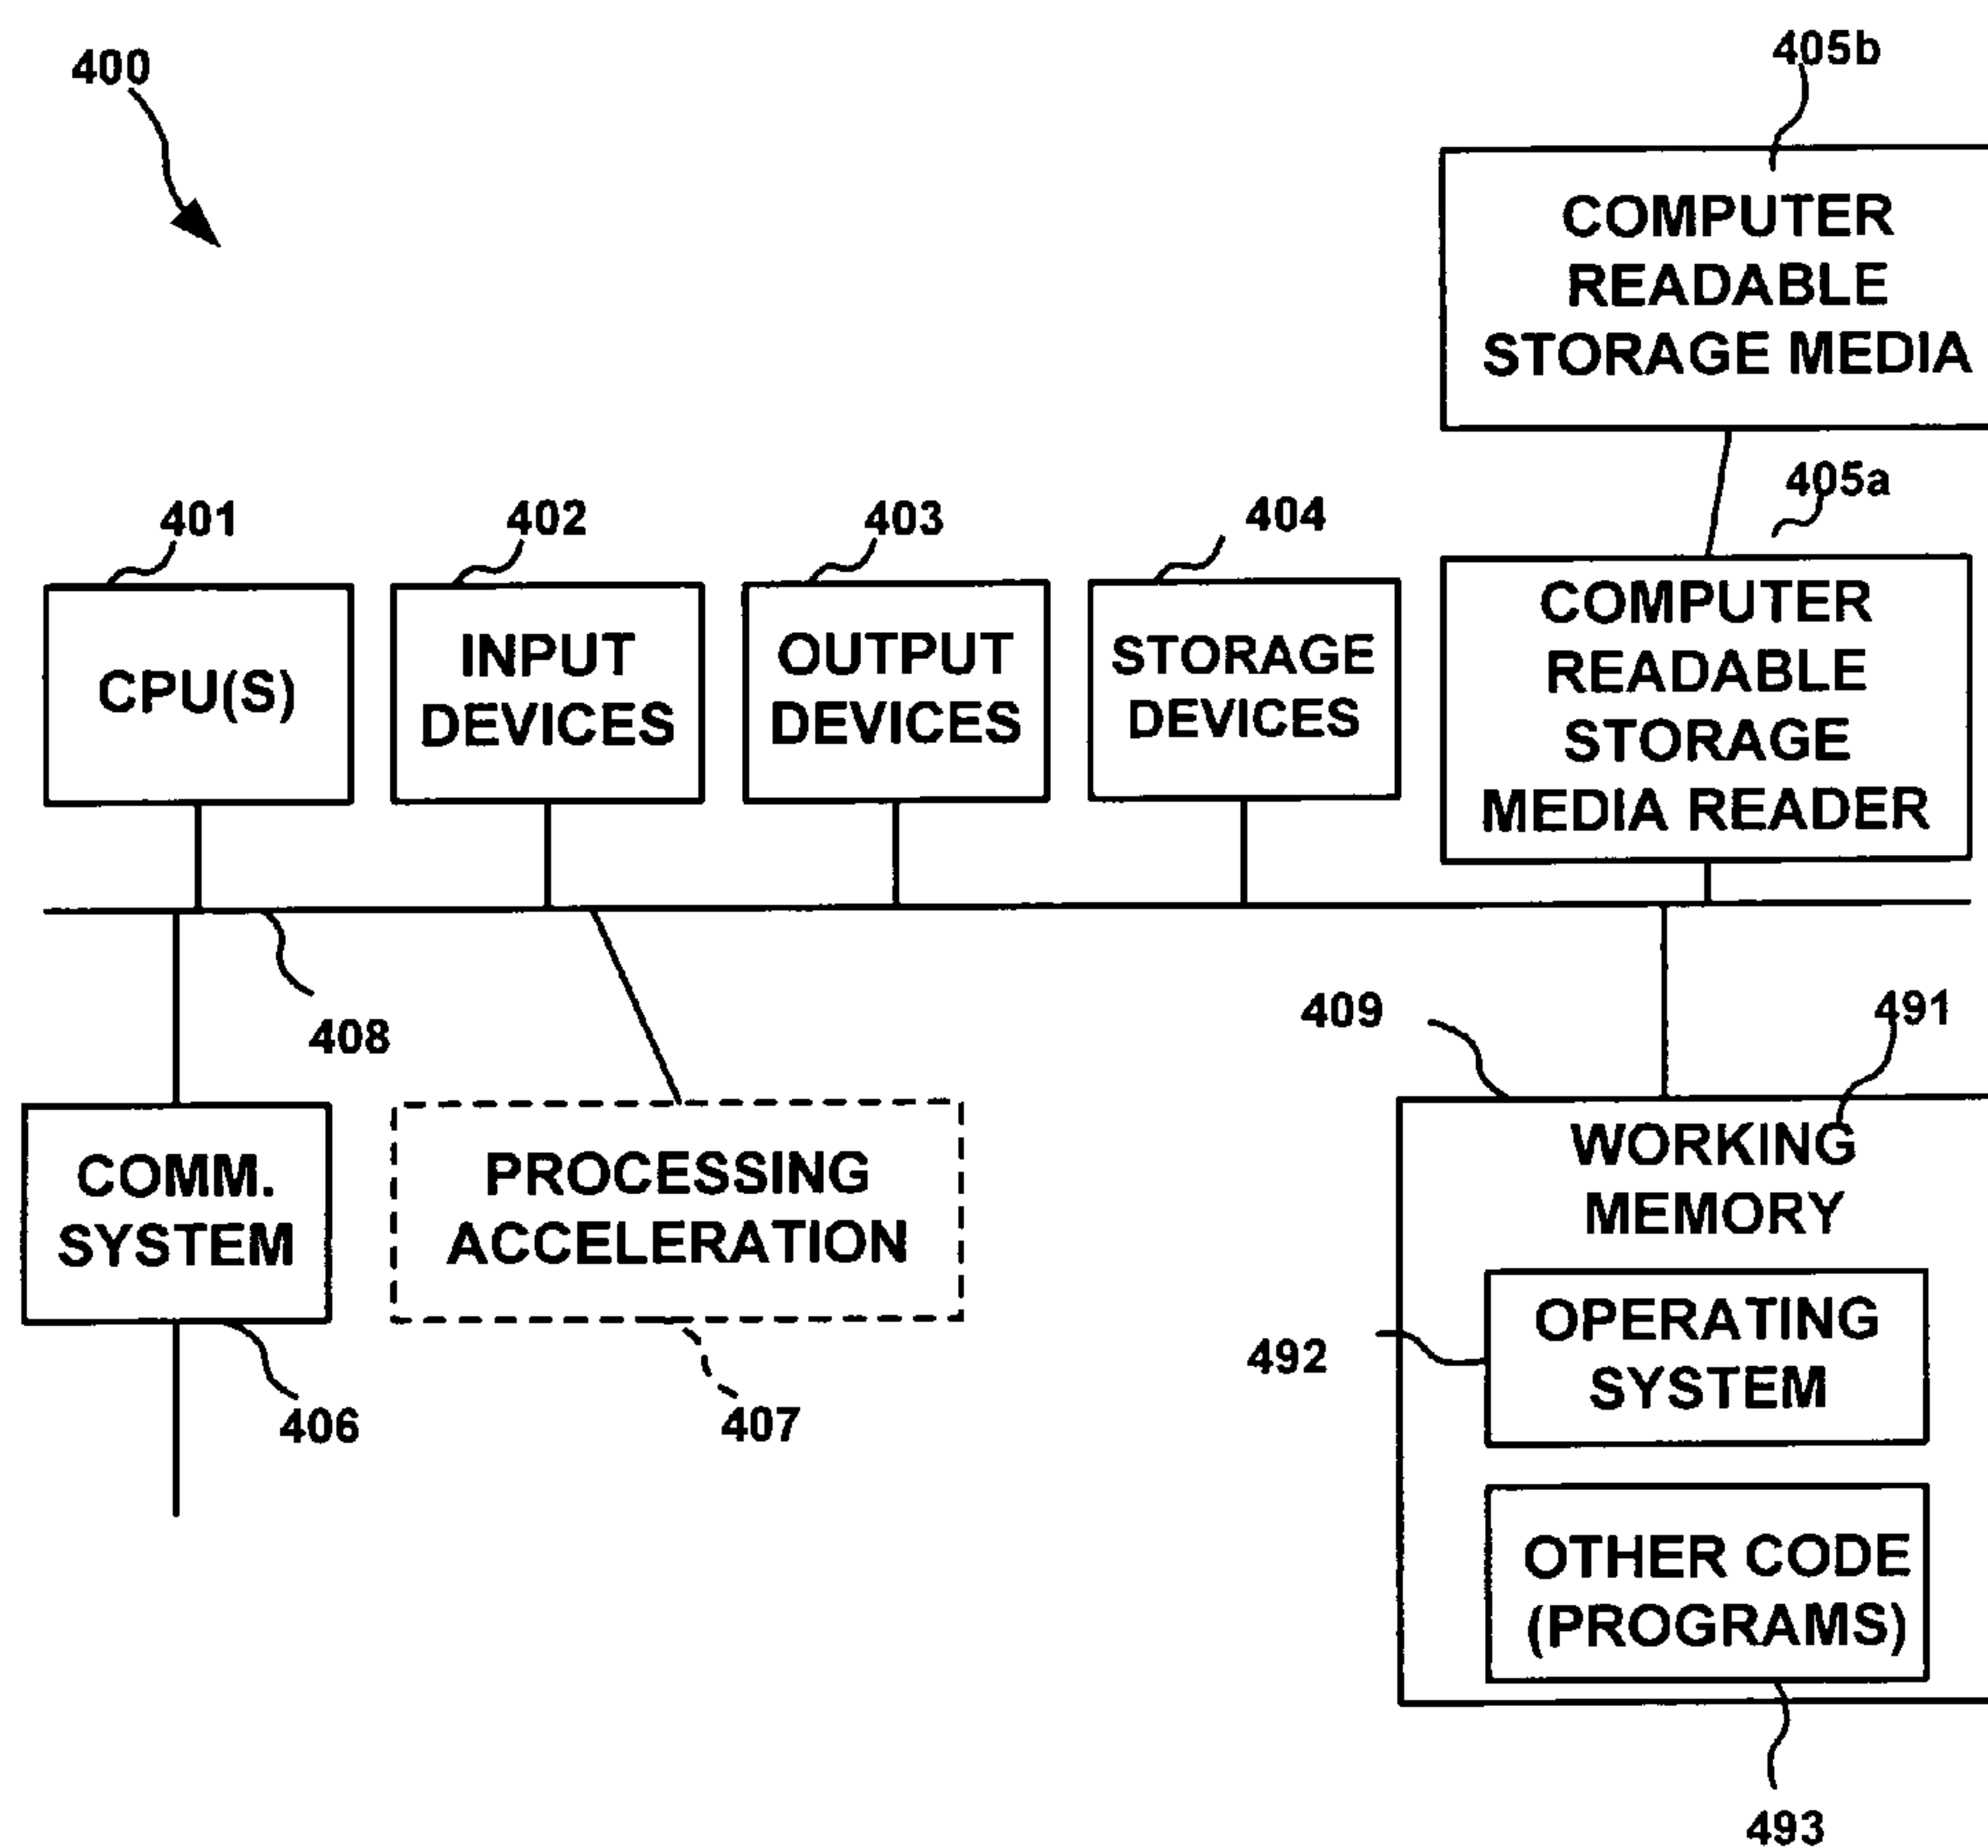 400
405b
COMPUTER
READABLE
STORAGE MEDIA
405a
401
402
403
404
CPU(S)
INPUT
DEVICES
OUTPUT
DEVICES
STORAGE
DEVICES
COMPUTER
READABLE
STORAGE
MEDIA READER
408
409
491
COMM.
SYSTEM
406
PROCESSING
ACCELERATION
407
WORKING
MEMORY
492
OPERATING
SYSTEM
OTHER CODE
(PROGRAMS)
493